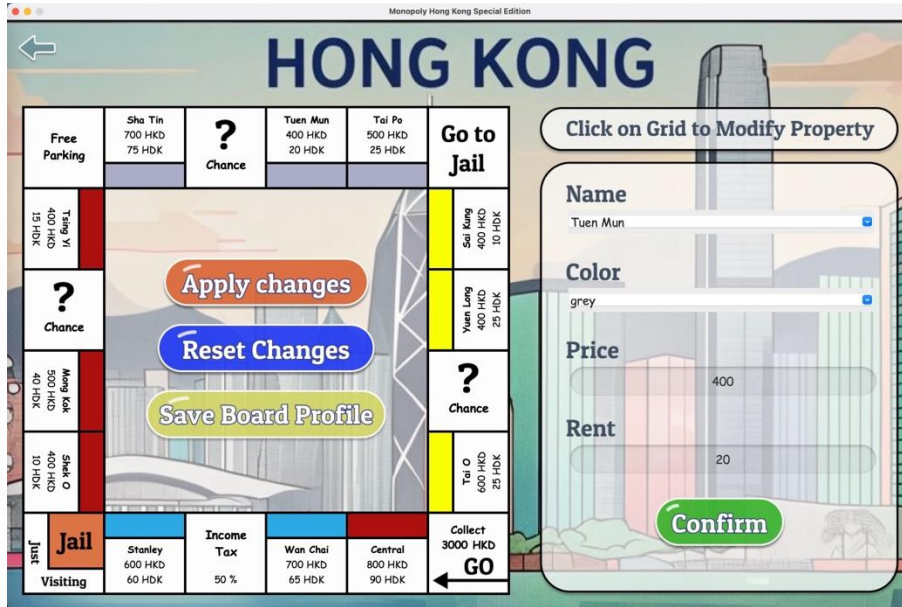 Monopoly Hong Kong Special Edition
HONG KONG
Free
Parking
Sha Tin
700 HKD
75 HDK
?
Chance
Tuen Mun
400 HKD
20 HDK
Tai Po
500 HKD
25 HDK
Go to
Jail
Tsing Yi
400 HKD
15 HDK
Sai Kung
400 HKD
10 HDK
?
Chance
Yuen Long
400 HKD
25 HDK
Mong Kok
500 HKD
40 HDK
?
Chance
Shek O
400 HKD
10 HDK
Tai O
600 HKD
25 HDK
Apply changes
Reset Changes
Save Board Profile
Just
Jail
Visiting
Stanley
600 HKD
60 HDK
Income
Tax
50 %
Wan Chai
700 HKD
65 HDK
Central
800 HKD
90 HDK
Collect
3000 HKD
GO
Click on Grid to Modify Property
Name
Tuen Mun
Color
grey
Price
400
Rent
20
Confirm